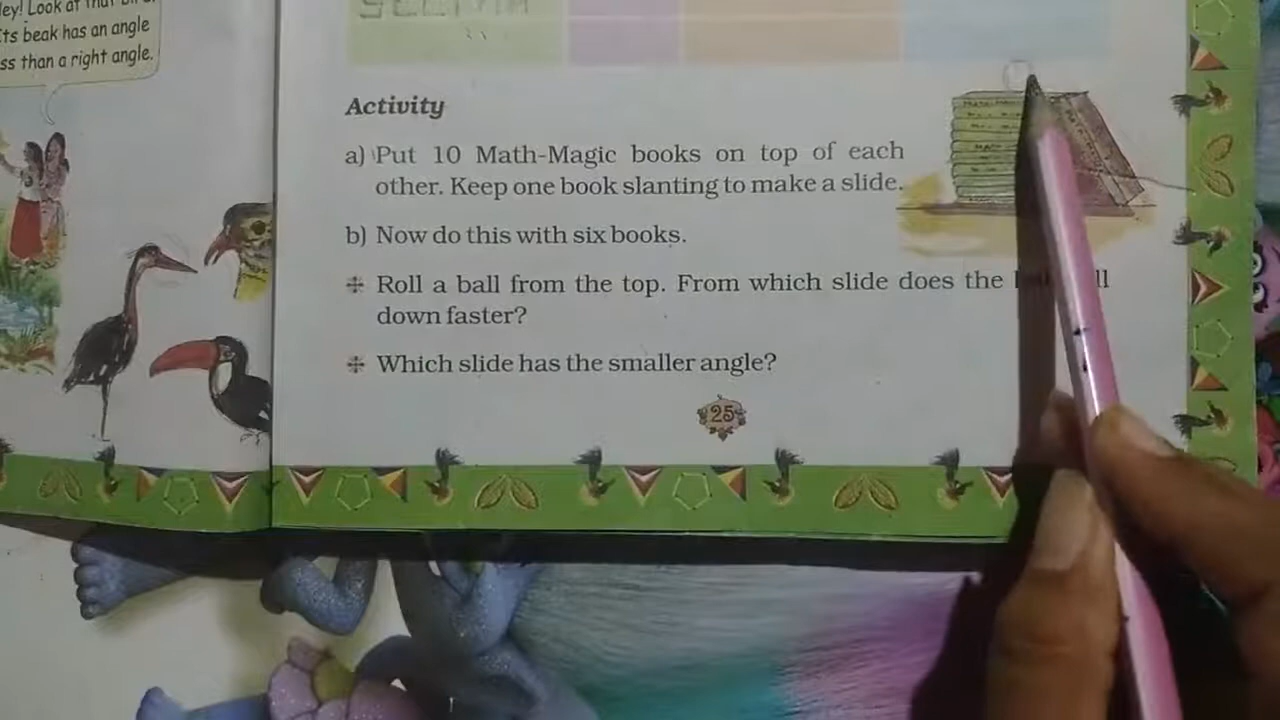 Look at that
ts beak has an angle
ss than a right angle.
Activity
a) Put 10 Math-Magic books on top of each
other. Keep one book slanting to make a slide.
b) Now do this with six books.
Roll a ball from the top. From which slide does the
down faster?
Which slide has the smaller angle?
25